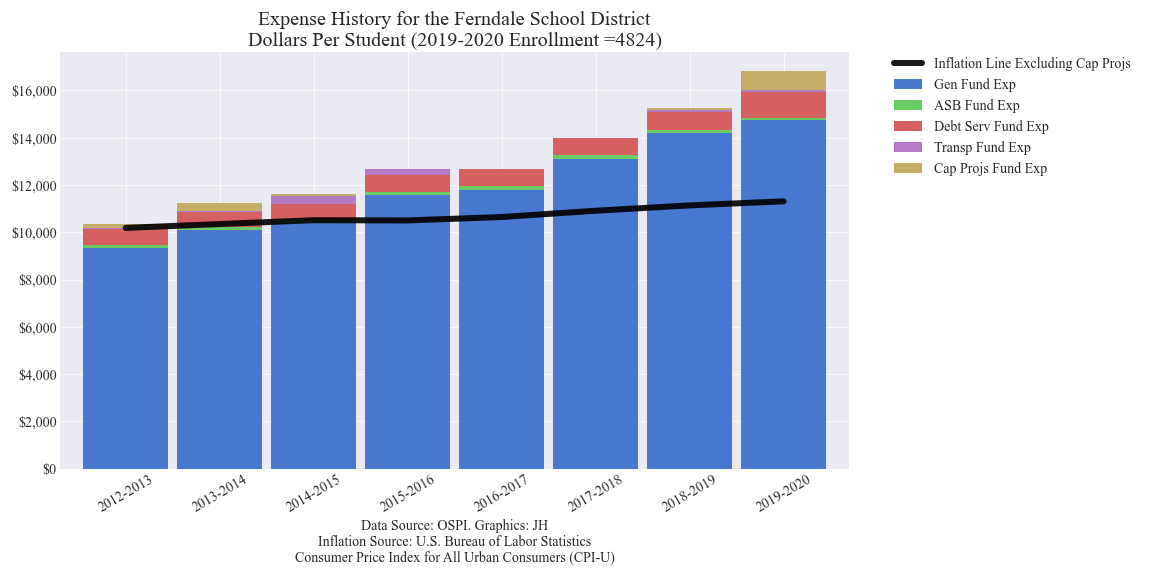 Expense History for the Ferndale School District
Dollars Per Student (2019-2020 Enrollment =4824)
Inflation Line Excluding Cap Projs
Gen Fund Exp
ASB Fund Exp
Debt Serv Fund Exp
Transp Fund Exp
Cap Projs Fund Exp
$16,000
$14,000
$12,000
$10,000
$8,000
$6,000
$4,000
$2,000
$0
2012-2013
2013-2014
2014-2015
2015-2016
2016-2017
2017-2018
2018-2019
2019-2020
Data Source: OSPI. Graphics: JH
Inflation Source: U.S. Bureau of Labor Statistics
Consumer Price Index for All Urban Consumers (CPI-U)